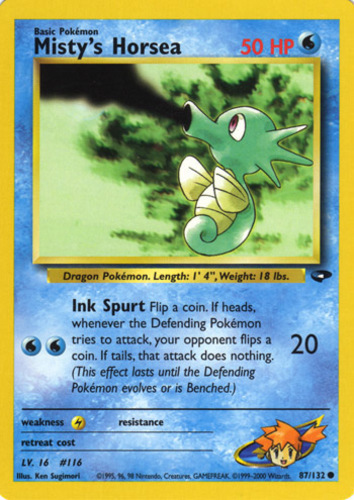 Basic Pokémon
Misty's Horsea 50 HP
Dragon Pokémon. Length: 1' 4", Weight: 18 lbs.
Ink Spurt Flip a coin. If heads,
whenever the Defending Pokémon
tries to attack, your opponent flips a
coin. If tails, that attack does nothing.
(This effect lasts until the Defending
Pokémon evolves or is Benched.)
20
weakness resistance
retreat cost
LV. 16 #116
Illus. Ken Sugimori ©1995, 96, 98 Nintendo, Creatures, GAMEFREAK. ©1999-2000 Wizards. 87/132